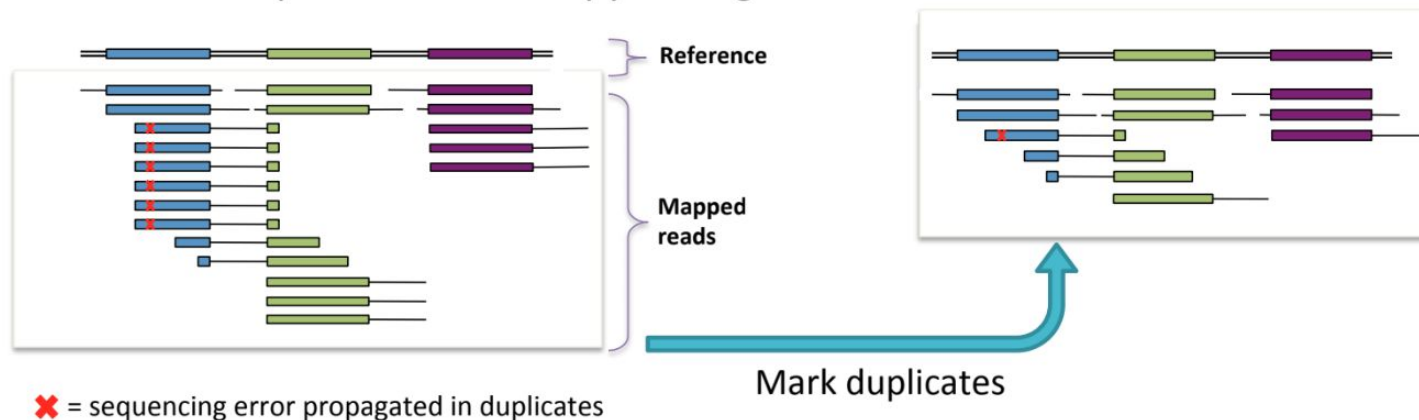 Reference
Mapped
reads
Mark duplicates
✖ = sequencing error propagated in duplicates